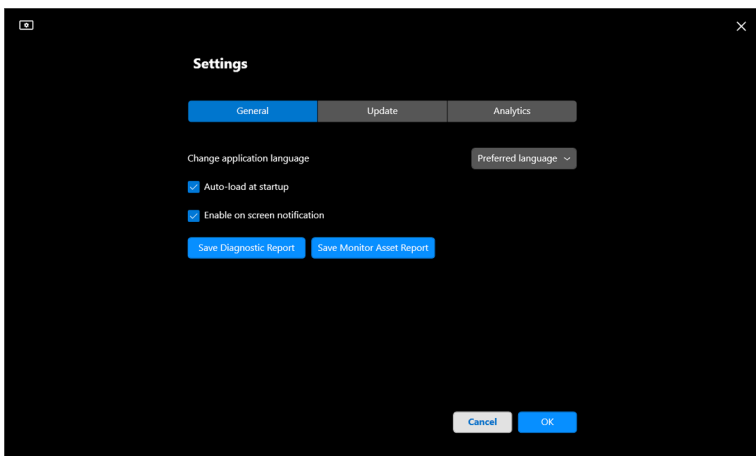 Settings
General Update Analytics
Change application language Preferred language
Auto-load at startup
Enable on screen notification
Save Diagnostic Report Save Monitor Asset Report
Cancel OK